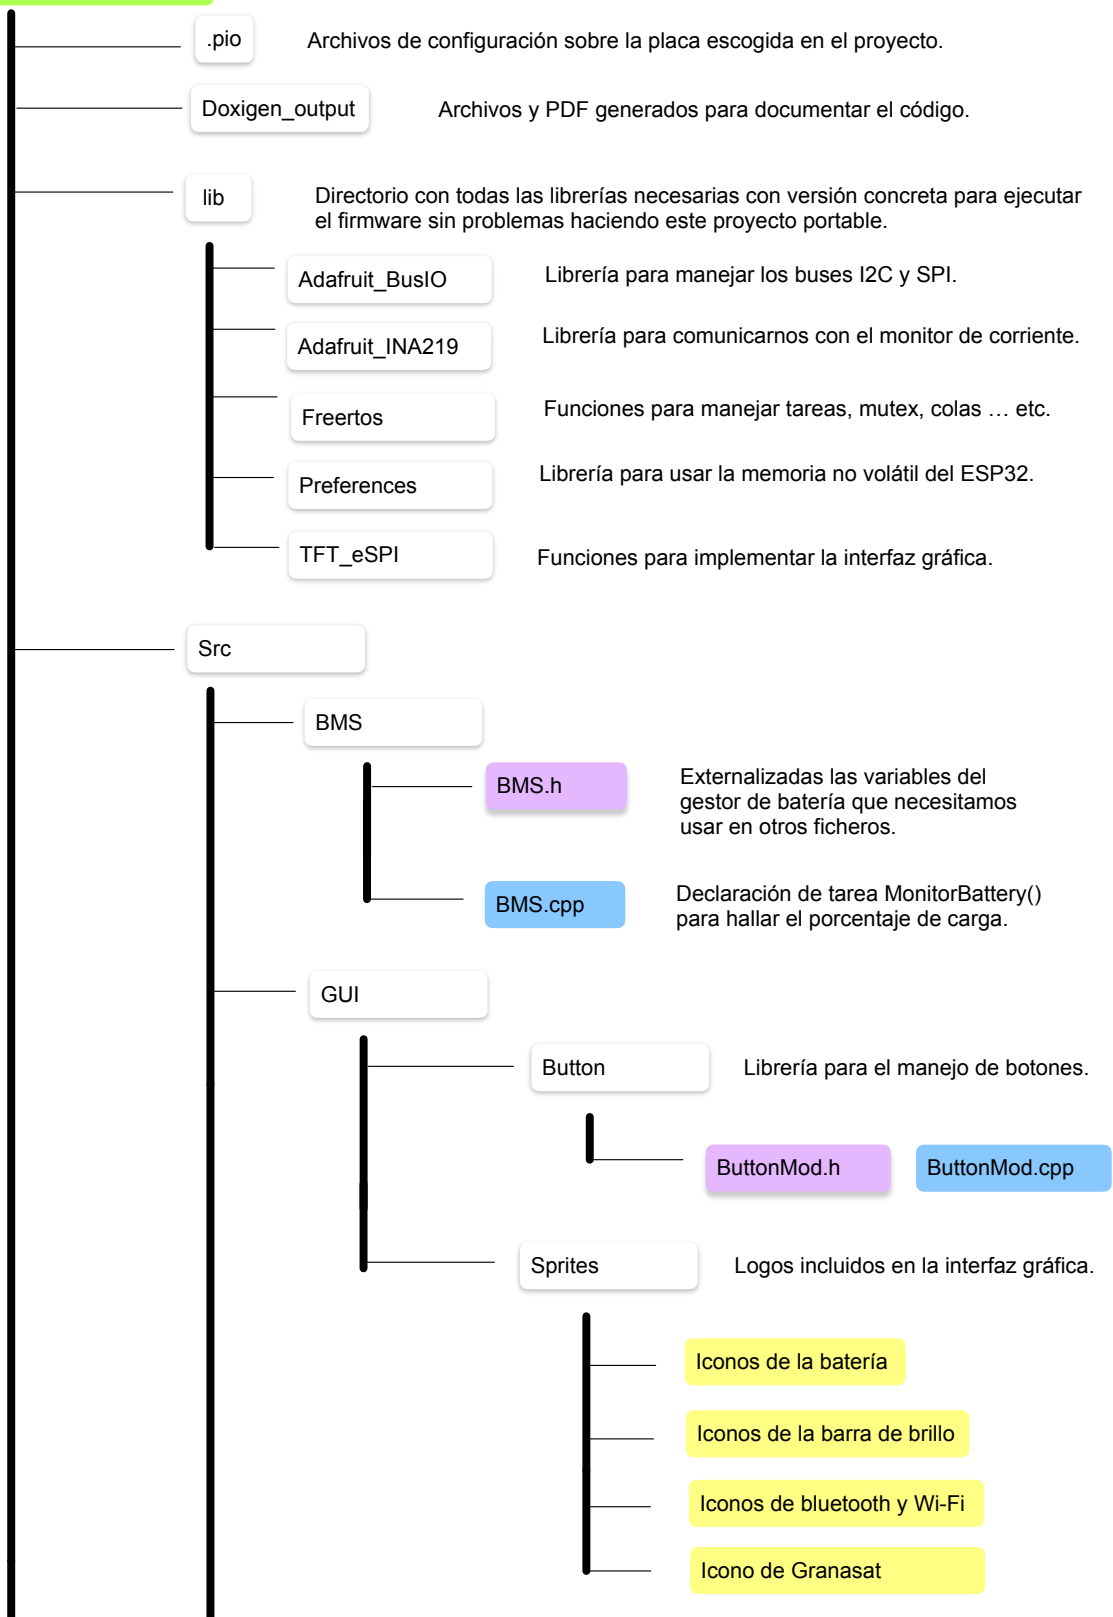 .pio
Archivos de configuración sobre la placa escogida en el proyecto.
Doxigen_output
Archivos y PDF generados para documentar el código.
lib
Directorio con todas las librerías necesarias con versión concreta para ejecutar
el firmware sin problemas haciendo este proyecto portable.
Adafruit_BusIO
Librería para manejar los buses I2C y SPI.
Adafruit_INA219
Librería para comunicarnos con el monitor de corriente.
Freertos
Funciones para manejar tareas, mutex, colas … etc.
Preferences
Librería para usar la memoria no volátil del ESP32.
TFT_eSPI
Funciones para implementar la interfaz gráfica.
Src
BMS
BMS.h
Externalizadas las variables del
gestor de batería que necesitamos
usar en otros ficheros.
BMS.cpp
Declaración de tarea MonitorBattery()
para hallar el porcentaje de carga.
GUI
Button
Librería para el manejo de botones.
ButtonMod.h
ButtonMod.cpp
Sprites
Logos incluidos en la interfaz gráfica.
Iconos de la batería
Iconos de la barra de brillo
Iconos de bluetooth y Wi-Fi
Icono de Granasat